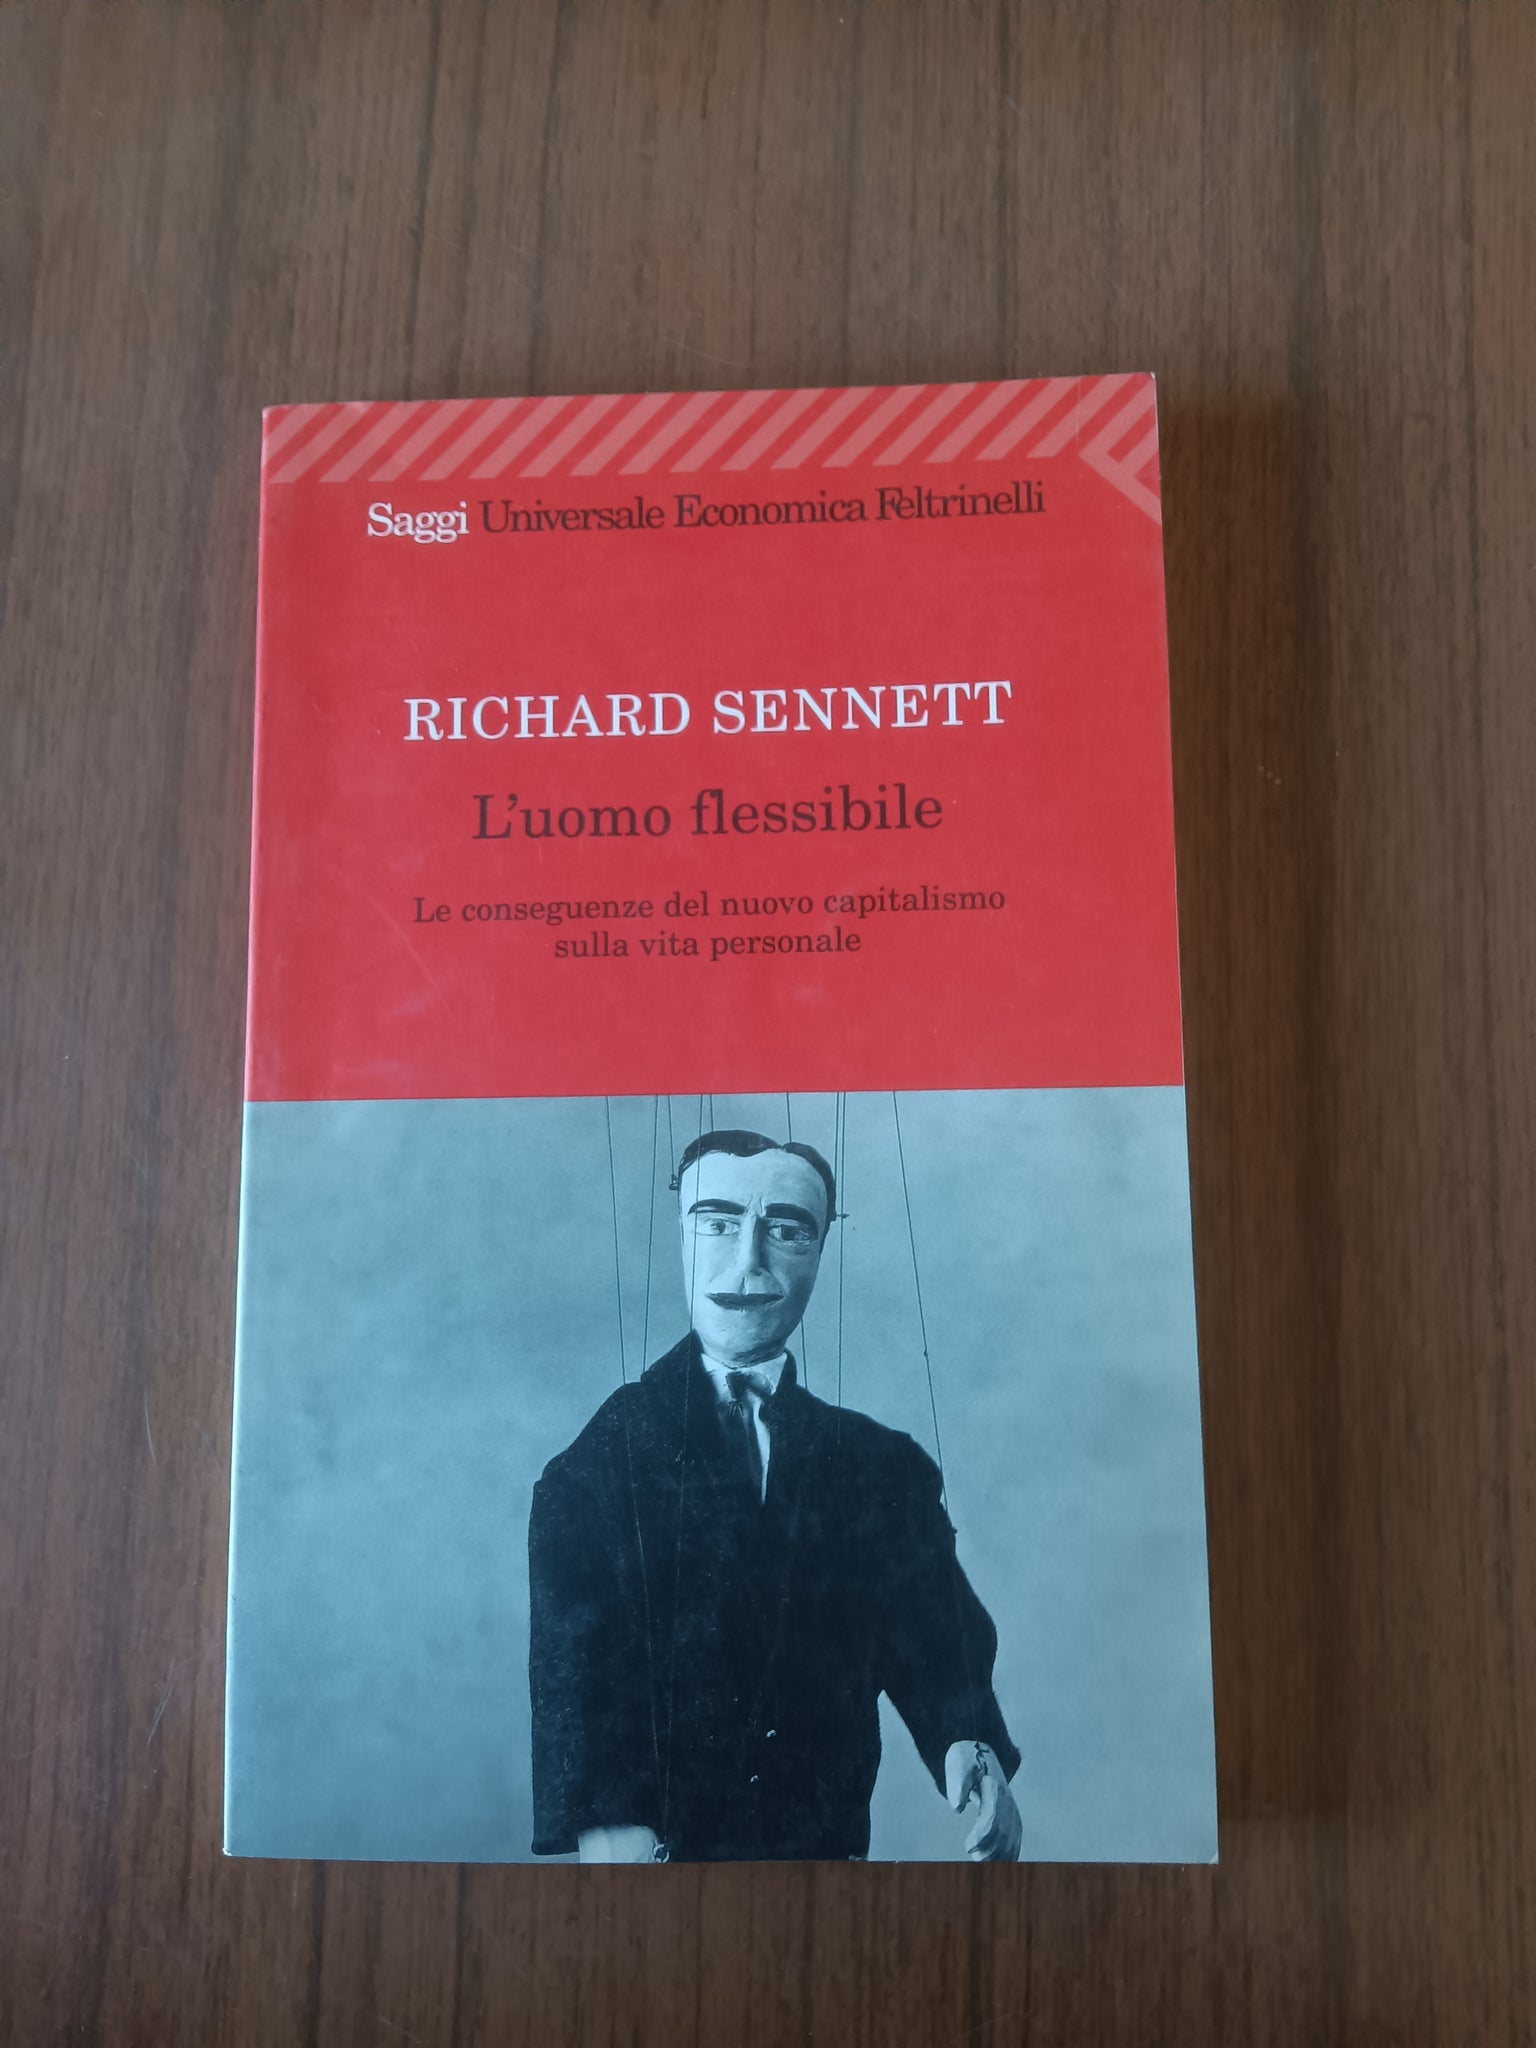 Saggi Universale Economica Feltrinelli
RICHARD SENNETT
L'uomo flessibile
Le conseguenze del nuovo capitalismo
sulla vita personale